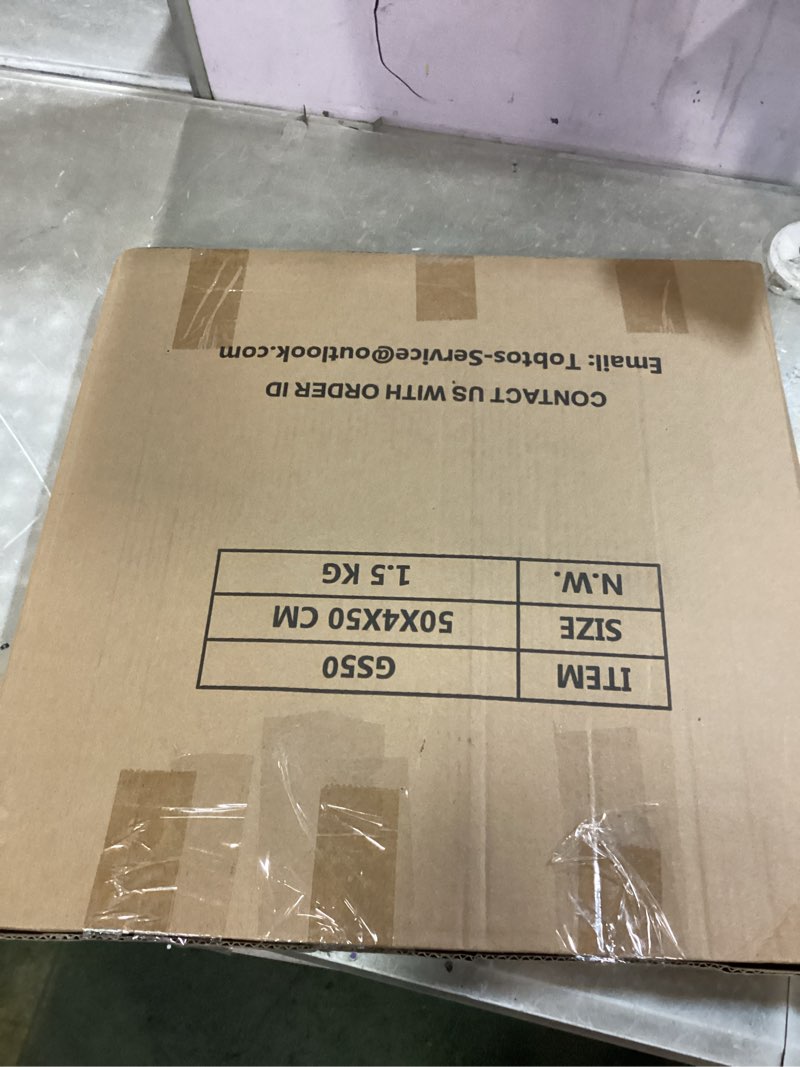 ITEM GS50
SIZE 50X4X50 CM
N.W. 1.5 KG
CONTACT US WITH ORDER ID
Email: Tobtos-Service@outlook.com